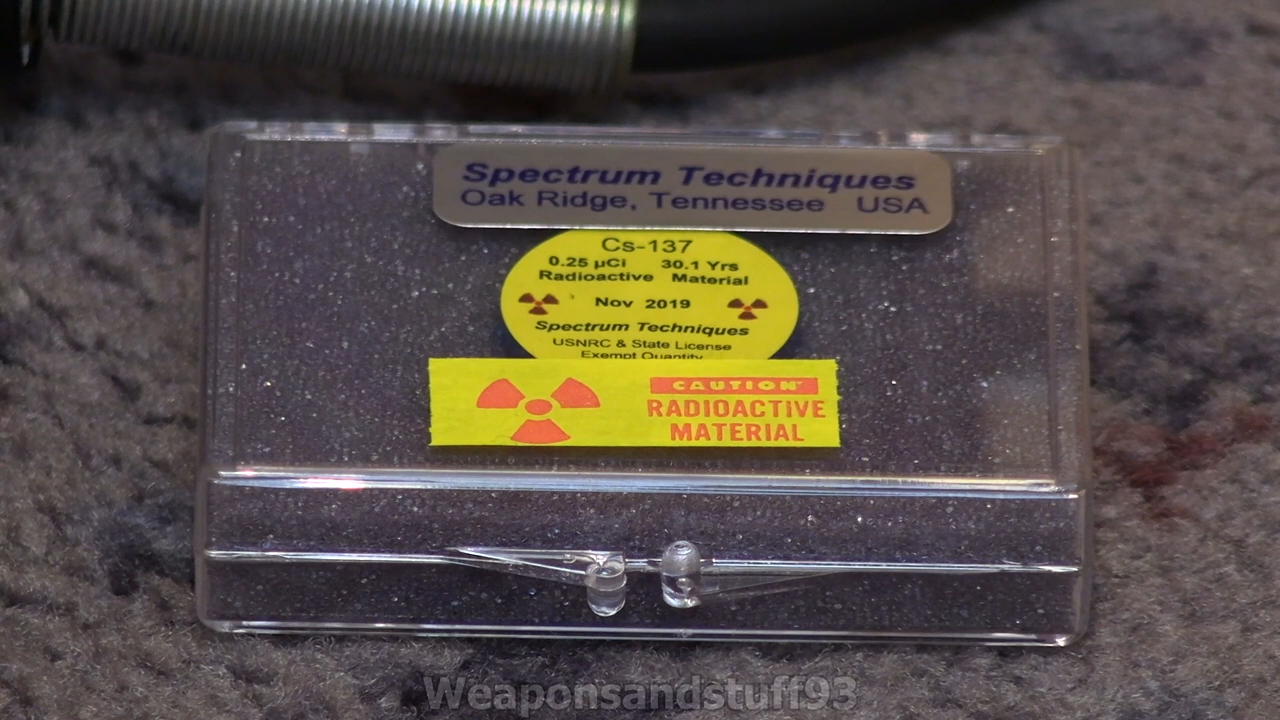 Spectrum Techniques
Oak Ridge, Tennessee USA
Cs-137
0.25 µCi 30.1 Yrs
Radioactive Material
Nov 2019
Spectrum Techniques
USNRC & State License
Exempt Quantity
CAUTION
RADIOACTIVE
MATERIAL
Weaponsandstuff93